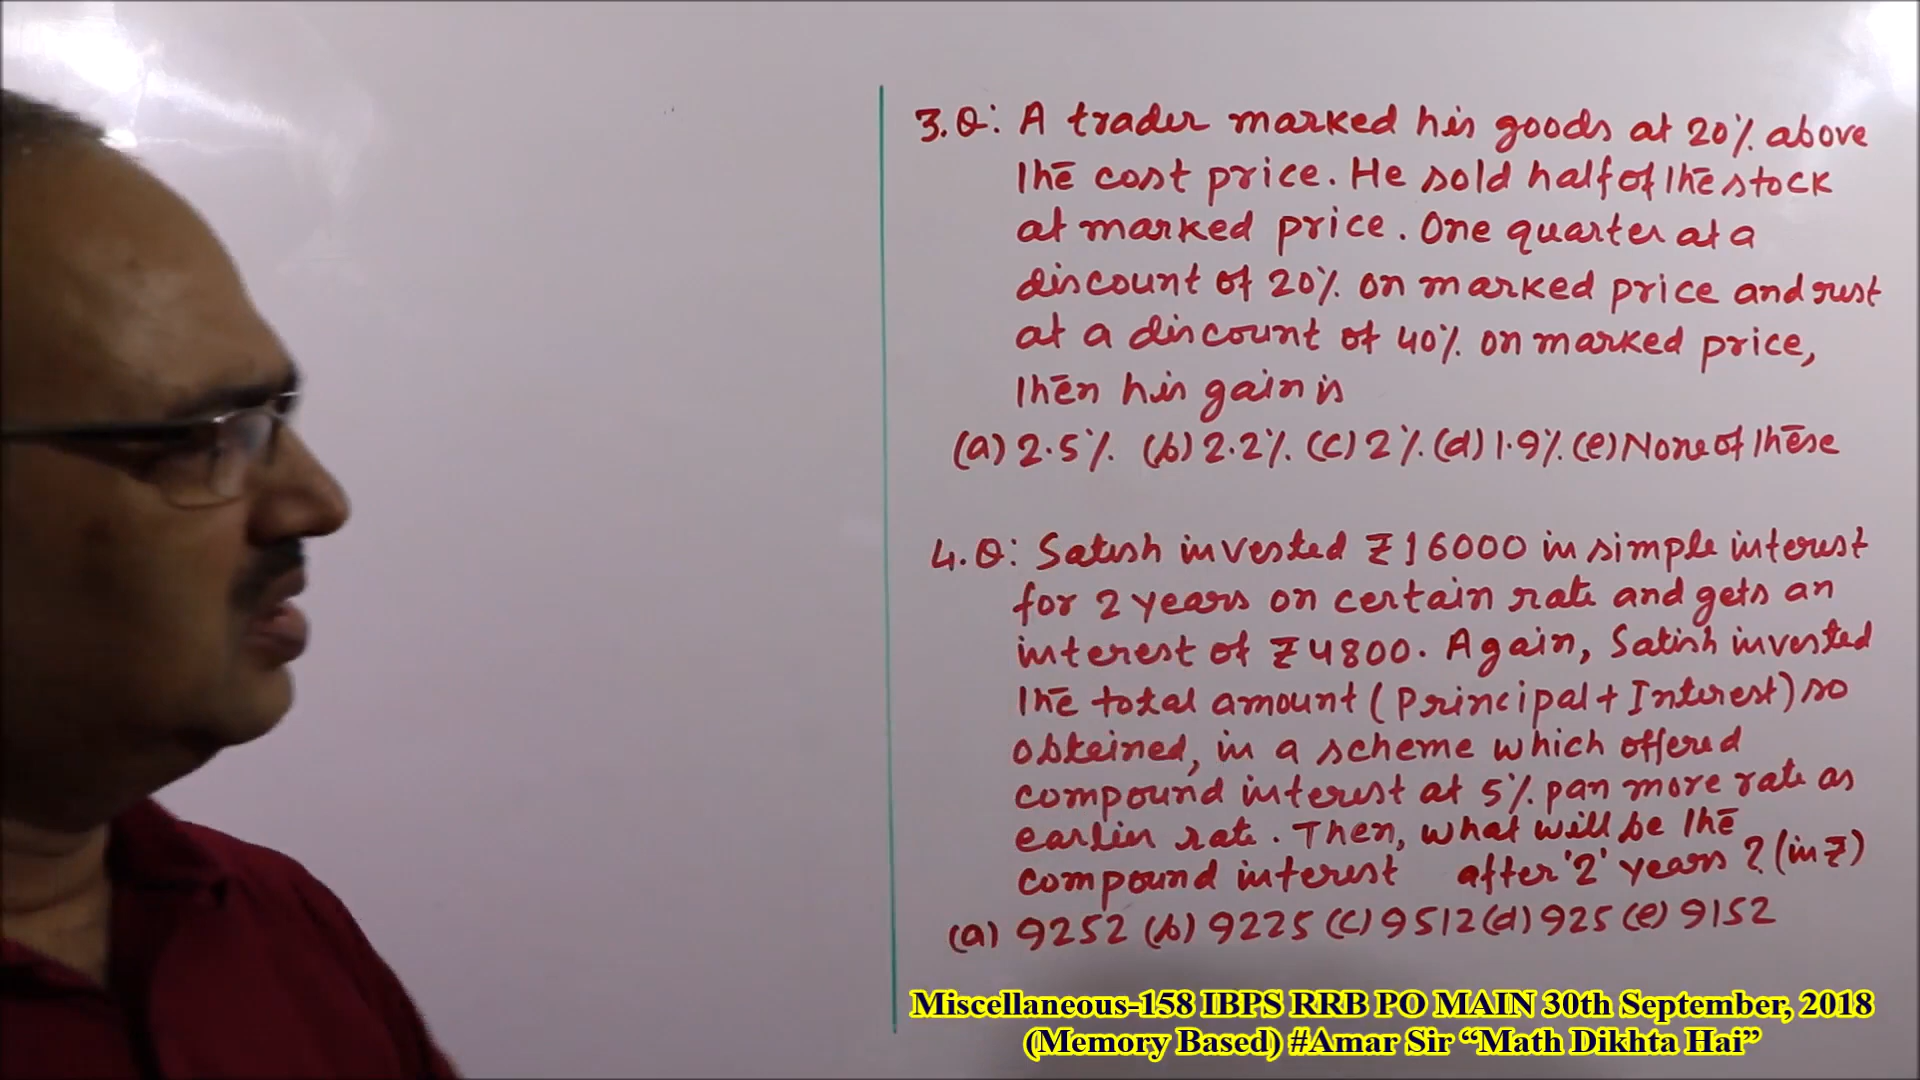 3.Q: A trader marked his goods at 20% above
the cost price. He sold half of the stock
at marked price. One quarter at a
discount of 20% on marked price and rest
at a discount of 40% on marked price,
then his gain is
(a) 2.5% (b) 2.2% (c) 2% (d) 1.9% (e) None of these
4.Q: Satish invested ₹16000 in simple interest
for 2 years on certain rate and gets an
interest of ₹4800. Again, Satish invested
the total amount (Principal + Interest) so
obteined, in a scheme which offered
compound interest at 5% pan more rate as
earlier rate. Then, what will be the
compound interest after '2' years? (in ₹)
(a) 9252 (b) 9225 (c) 9512 (d) 925 (e) 9152
Miscellaneous-158 IBPS RRB PO MAIN 30th September, 2018
(Memory Based) #Amar Sir “Math Dikhta Hai”